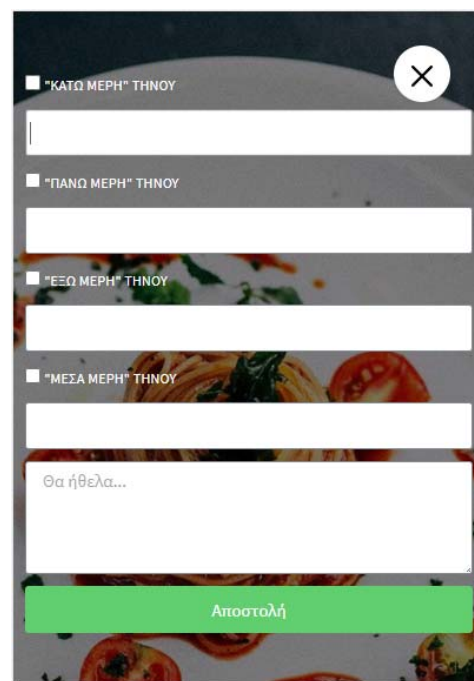 "ΚΑΤΩ ΜΕΡΗ" ΤΗΝΟΥ
"ΠΑΝΩ ΜΕΡΗ" ΤΗΝΟΥ
"ΕΞΩ ΜΕΡΗ" ΤΗΝΟΥ
"ΜΕΣΑ ΜΕΡΗ" ΤΗΝΟΥ
Θα ήθελα...
Αποστολή